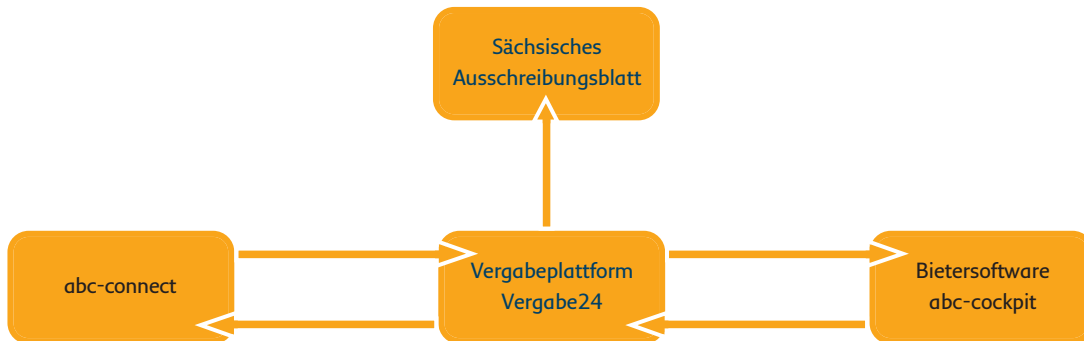 Sächsisches
Ausschreibungsblatt
abc-connect
Vergabeplattform
Vergabe24
Bietersoftware
abc-cockpit